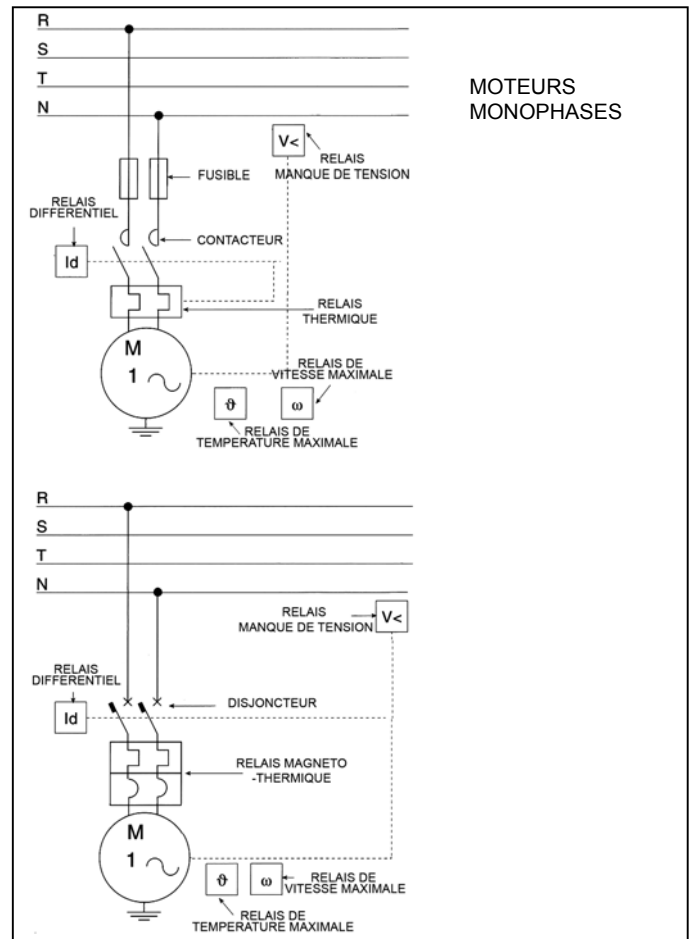 R
S
T
N
MOTEURS
MONOPHASES
V<
RELAIS
MANQUE DE TENSION
FUSIBLE
RELAIS
DIFFERENTIEL
CONTACTEUR
Id
RELAIS
THERMIQUE
M
1
RELAIS DE
VITESSE MAXIMALE
ϑ
ω
RELAIS DE
TEMPERATURE MAXIMALE
R
S
T
N
RELAIS
MANQUE DE TENSION
V<
RELAIS
DIFFERENTIEL
DISJONCTEUR
Id
RELAIS MAGNETO
-THERMIQUE
M
1
ϑ
ω
RELAIS DE
VITESSE MAXIMALE
RELAIS DE
TEMPERATURE MAXIMALE